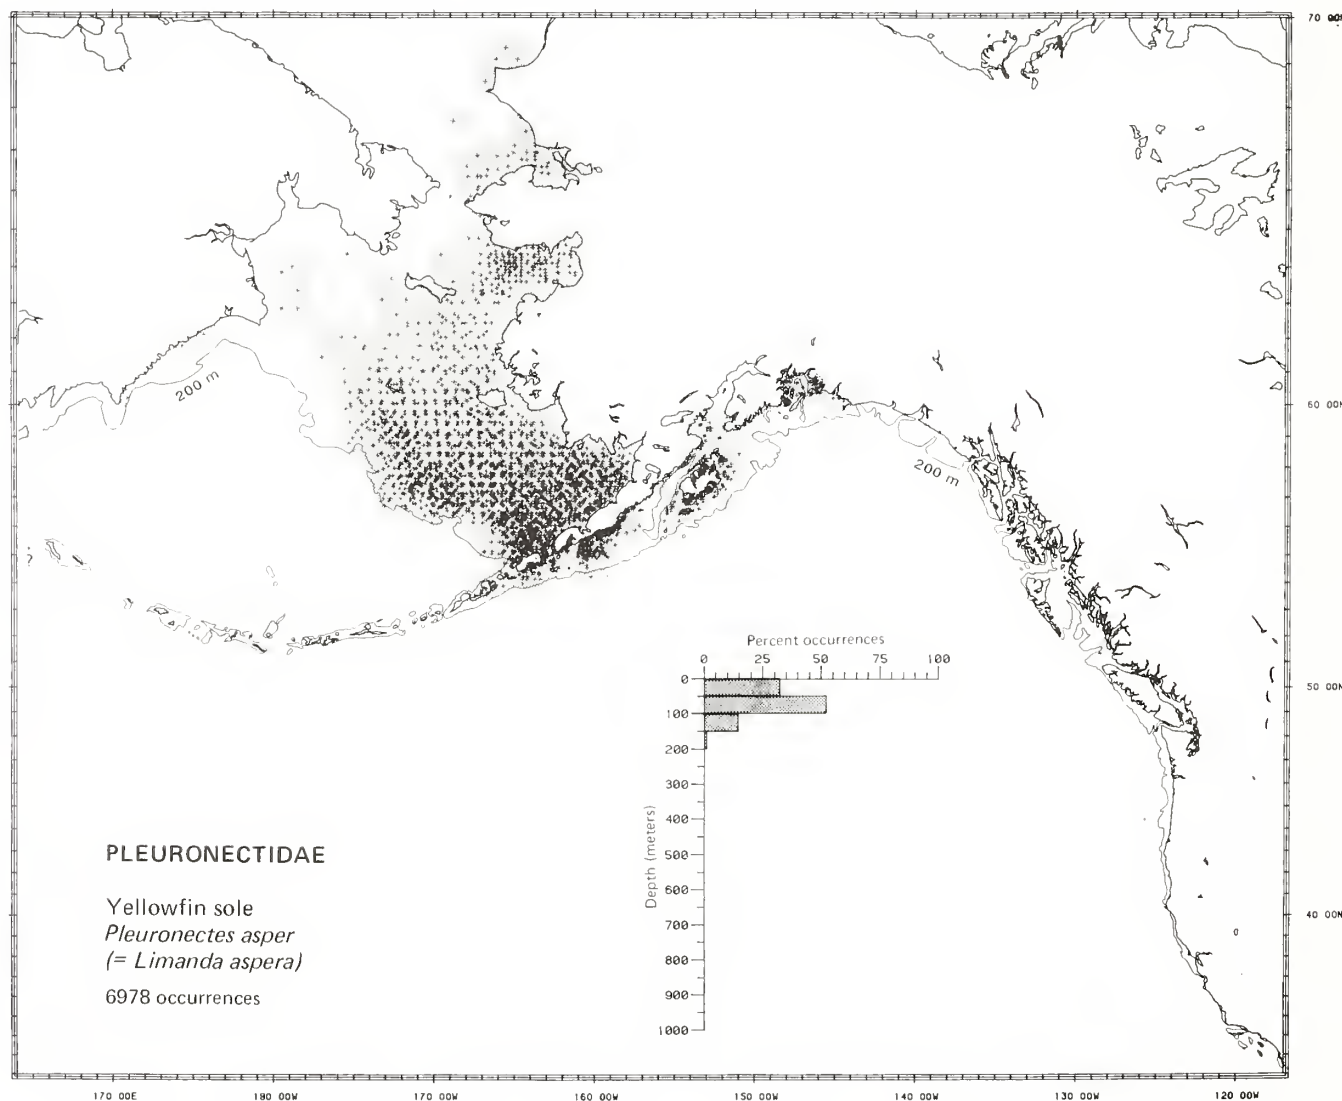 70 00N
200 m
60 00N
200 m
Percent occurrences
0 25 50 75 100
50 00N
0
100
200
300
400
500
600
700
800
900
1000
Depth (meters)
PLEURONECTIDAE
Yellowfin sole
Pleuronectes asper
(= Limanda aspera)
6978 occurrences
40 00N
170 00E 180 00W 170 00W 160 00W 150 00W 140 00W 130 00W 120 00W